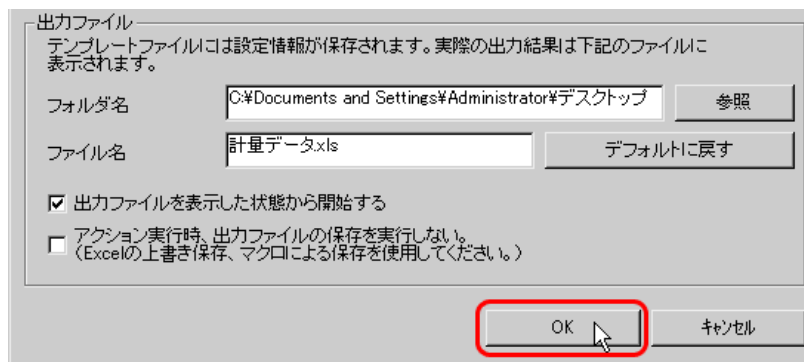 出力ファイル
テンプレートファイルには設定情報が保存されます。実際の出力結果は下記のファイルに
表示されます。
フォルダ名
C:¥Documents and Settings¥Administrator¥デスクトップ
参照
ファイル名
計量データ.xls
デフォルトに戻す
出力ファイルを表示した状態から開始する
アクション実行時、出力ファイルの保存を実行しない。
（Excelの上書き保存、マクロによる保存を使用してください。）
OK
キャンセル